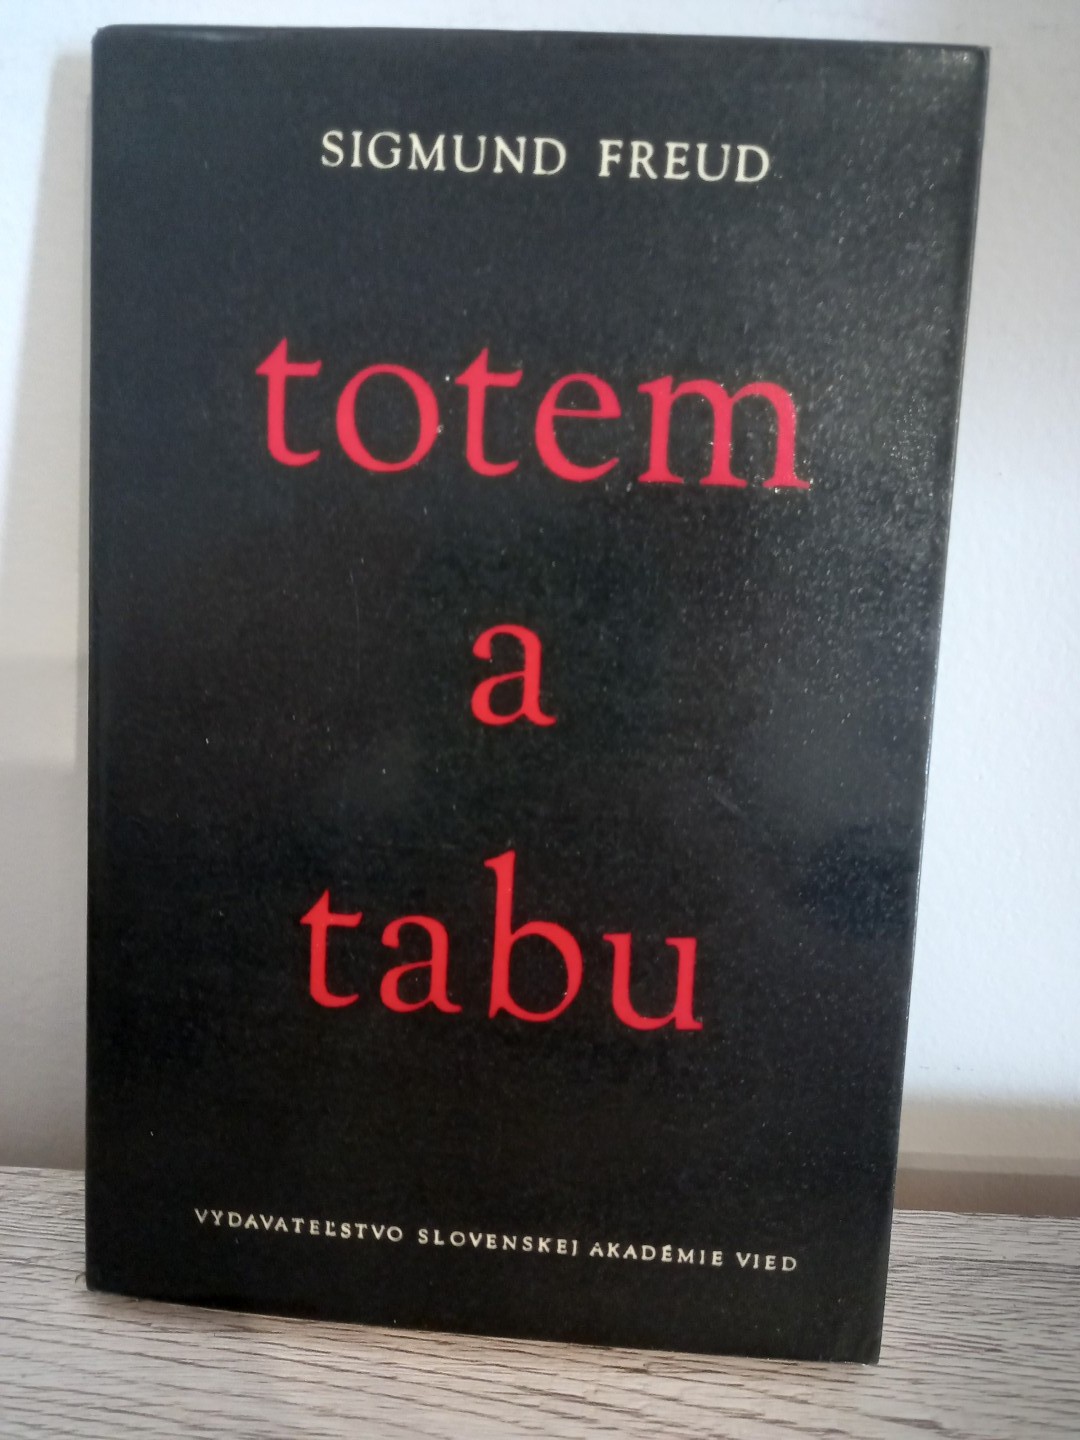 SIGMUND FREUD
totem
a
tabu
VYDAVATEĽSTVO SLOVENSKEJ AKADÉMIE VIED